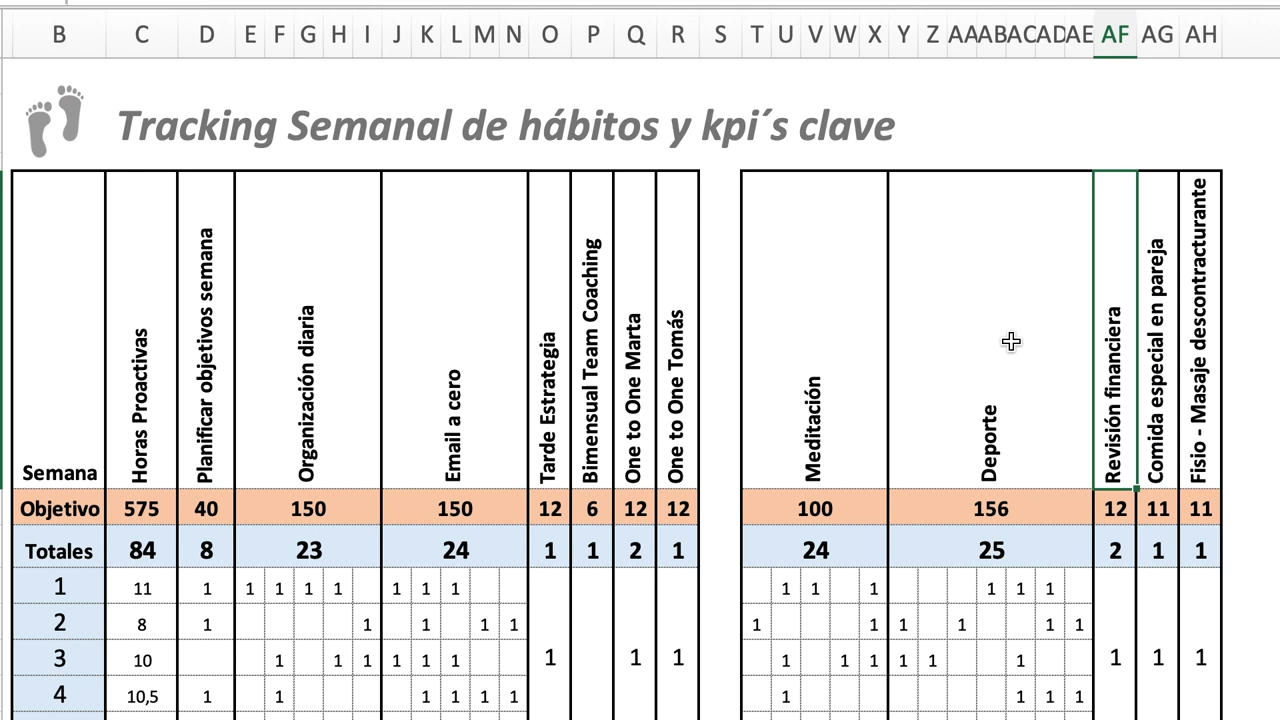 B C D E F G H I J K L M N O P Q R S T U V W X Y Z AA AB AC AD AE AF AG AH
Tracking Semanal de hábitos y kpi´s clave
Semana Horas Proactivas Planificar objetivos semana Organización diaria Email a cero Tarde Estrategia Bimensual Team Coaching One to One Marta One to One Tomás Meditación Deporte Revisión financiera Comida especial en pareja Fisio - Masaje descontracturante
Objetivo 575 40 150 150 12 6 12 12 100 156 12 11 11
Totales 84 8 23 24 1 1 2 1 24 25 2 1 1
1 11 1 1 1 1 1 1 1 1 1 1 1 1 1 1
2 8 1 1 1 1 1 1 1 1 1 1 1
3 10 1 1 1 1 1 1 1 1 1 1 1 1 1 1 1 1 1 1
4 10,5 1 1 1 1 1 1 1 1 1 1